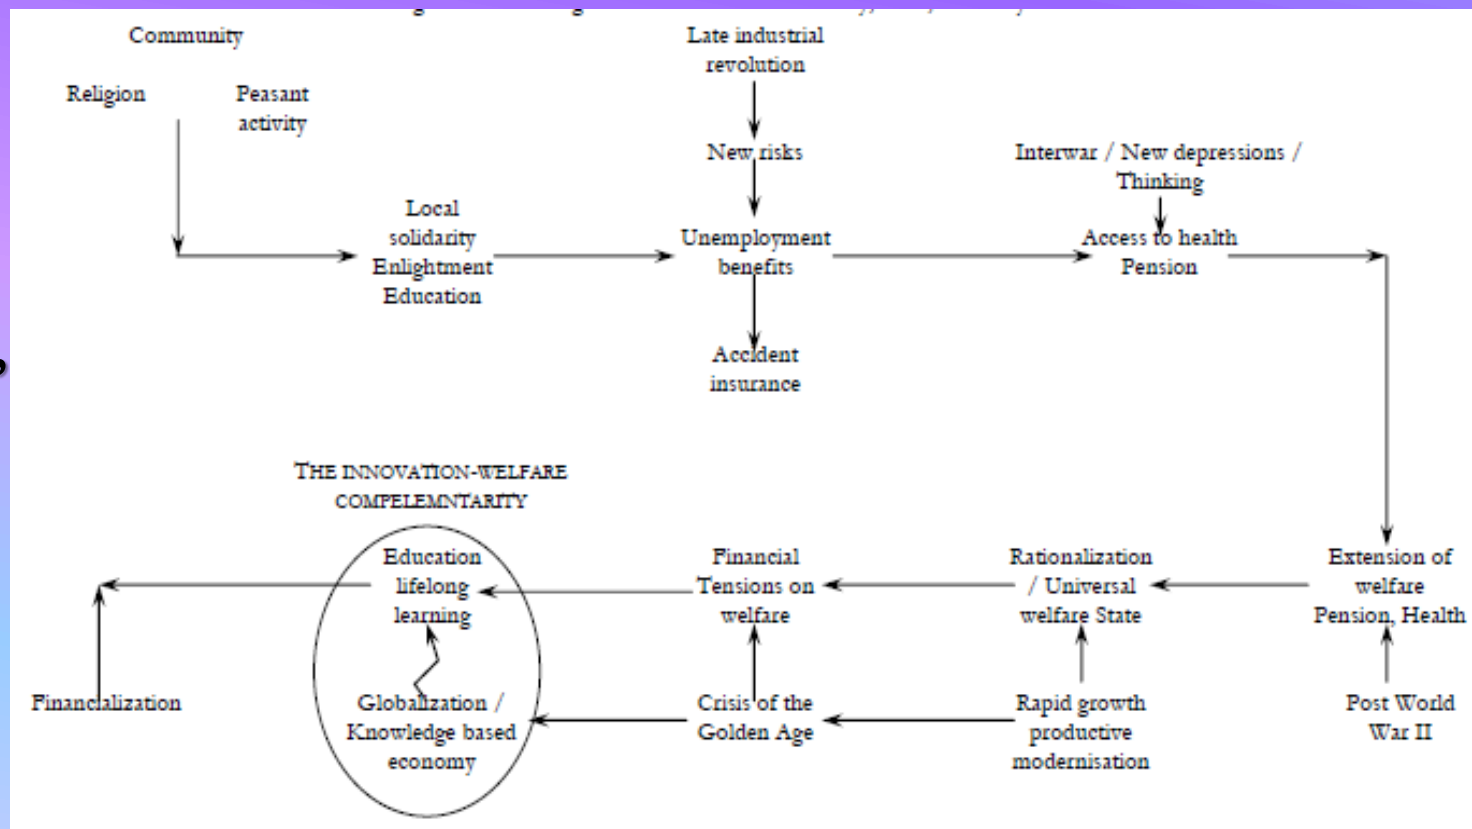 Community
Late industrial
revolution
Religion
Peasant
activity
New risks
Interwar / New depressions /
Thinking
Local
solidarity
Enlightment
Education
Unemployment
benefits
Access to health
Pension
Accident
insurance
THE INNOVATION-WELFARE
COMPELEMNTARITY
Education
lifelong
learning
Financial
Tensions on
welfare
Rationalization
/ Universal
welfare State
Extension of
welfare
Pension, Health
Financialization
Globalization /
Knowledge based
economy
Crisis of the
Golden Age
Rapid growth
productive
modernisation
Post World
War II